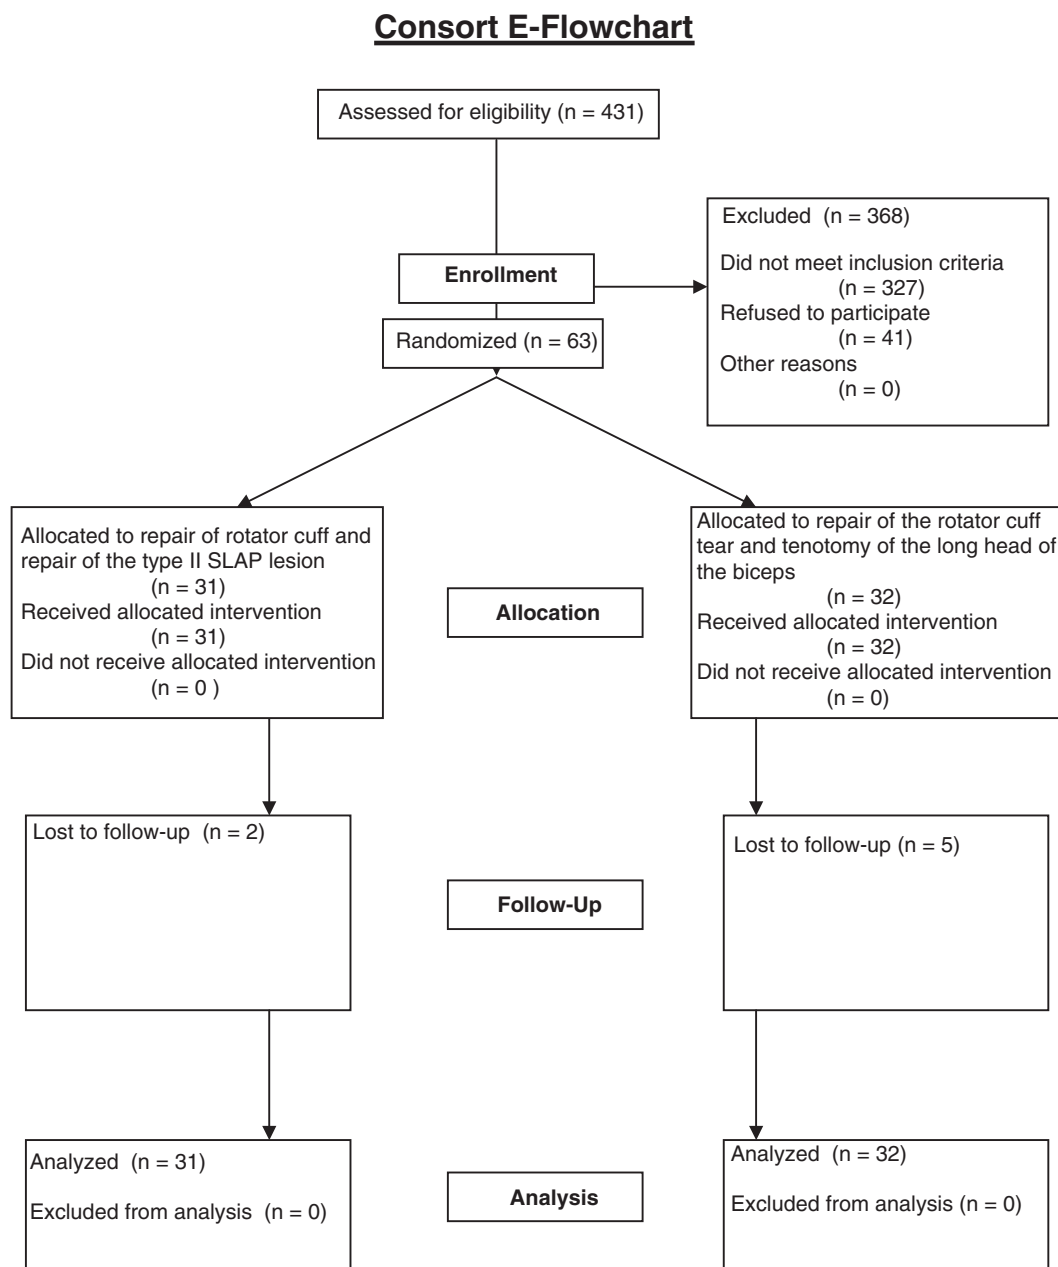 Consort E-Flowchart
Assessed for eligibility (n = 431)
Excluded (n = 368)
Did not meet inclusion criteria
(n = 327)
Refused to participate
(n = 41)
Other reasons
(n = 0)
Enrollment
Randomized (n = 63)
Allocated to repair of rotator cuff and
repair of the type II SLAP lesion
(n = 31)
Received allocated intervention
(n = 31)
Did not receive allocated intervention
(n = 0 )
Allocation
Allocated to repair of the rotator cuff
tear and tenotomy of the long head of
the biceps
(n = 32)
Received allocated intervention
(n = 32)
Did not receive allocated intervention
(n = 0)
Lost to follow-up (n = 2)
Follow-Up
Lost to follow-up (n = 5)
Analyzed (n = 31)
Excluded from analysis (n = 0)
Analysis
Analyzed (n = 32)
Excluded from analysis (n = 0)